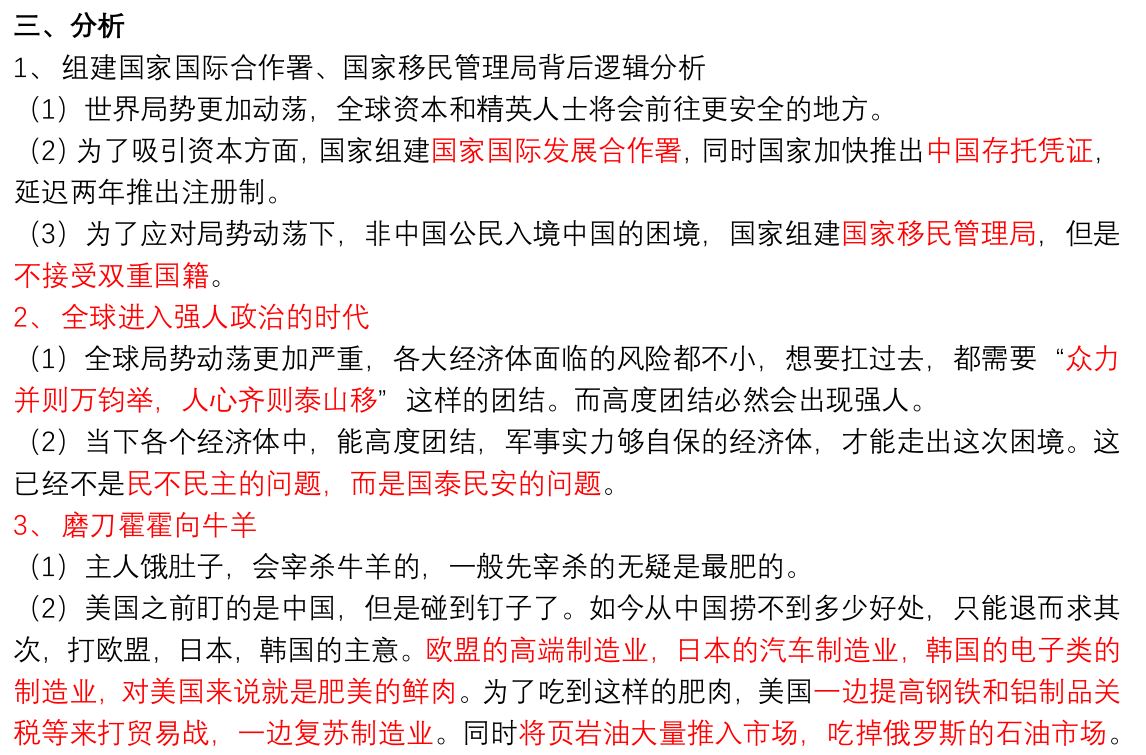 三、分析
1、 组建国家国际合作署、国家移民管理局背后逻辑分析
（1）世界局势更加动荡，全球资本和精英人士将会前往更安全的地方。
（2）为了吸引资本方面，国家组建国家国际发展合作署，同时国家加快推出中国存托凭证，
延迟两年推出注册制。
（3）为了应对局势动荡下，非中国公民入境中国的困境，国家组建国家移民管理局，但是
不接受双重国籍。
2、 全球进入强人政治的时代
（1）全球局势动荡更加严重，各大经济体面临的风险都不小，想要扛过去，都需要“众力
并则万钧举，人心齐则泰山移”这样的团结。而高度团结必然会出现强人。
（2）当下各个经济体中，能高度团结，军事实力够自保的经济体，才能走出这次困境。这
已经不是民不民主的问题，而是国泰民安的问题。
3、 磨刀霍霍向牛羊
（1）主人饿肚子，会宰杀牛羊的，一般先宰杀的无疑是最肥的。
（2）美国之前盯的是中国，但是碰到钉子了。如今从中国捞不到多少好处，只能退而求其
次，打欧盟，日本，韩国的主意。欧盟的高端制造业，日本的汽车制造业，韩国的电子类的
制造业，对美国来说就是肥美的鲜肉。为了吃到这样的肥肉，美国一边提高钢铁和铝制品关
税等来打贸易战，一边复苏制造业。同时将页岩油大量推入市场，吃掉俄罗斯的石油市场。